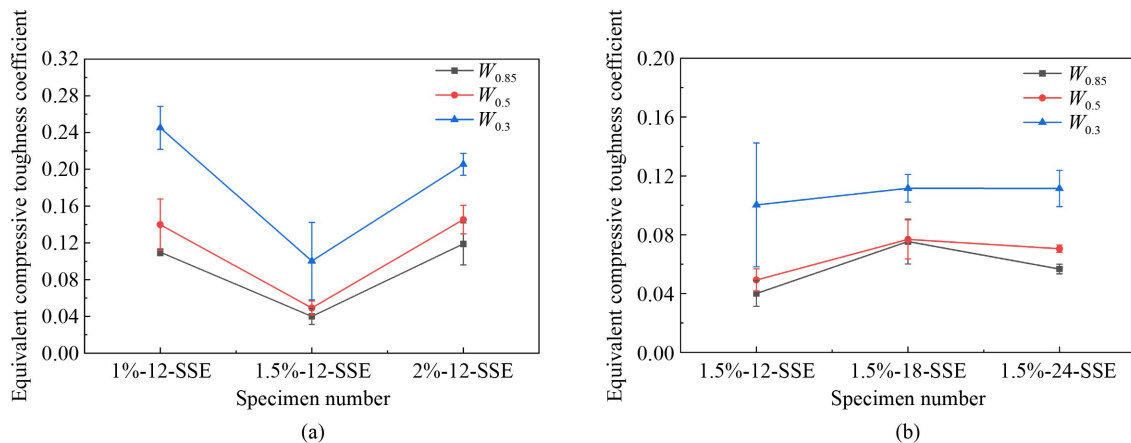 Equivalent compressive toughness coefficient
0.32
0.28
0.24
0.20
0.16
0.12
0.08
0.04
0.00
W0.85
W0.5
W0.3
1%-12-SSE 1.5%-12-SSE 2%-12-SSE
Specimen number
(a)
Equivalent compressive toughness coefficient
0.20
0.16
0.12
0.08
0.04
0.00
W0.85
W0.5
W0.3
1.5%-12-SSE 1.5%-18-SSE 1.5%-24-SSE
Specimen number
(b)